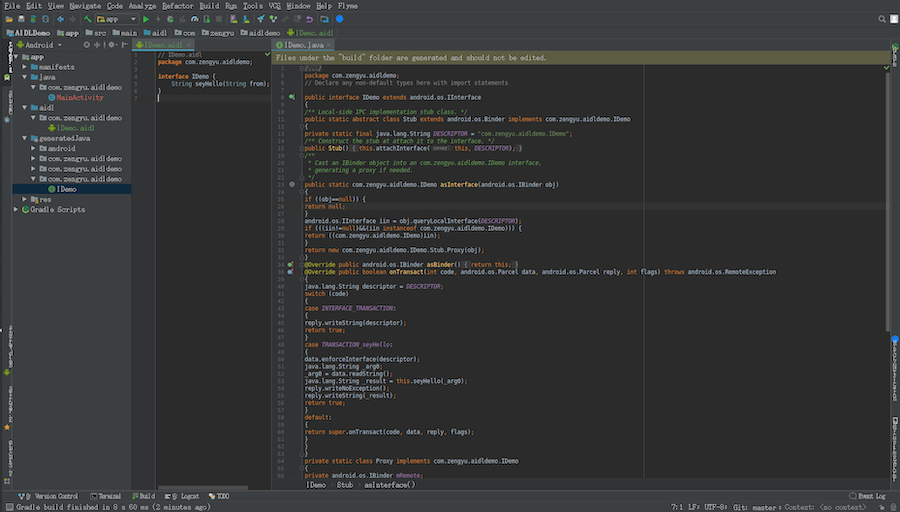 File Edit View Navigate Code Analyze Refactor Build Run Tools VCS Window Help Flyme
app
AIDLDemo app src main aidl com zengyu aidldemo IDemo.aidl
Android
IDemo.aidl
IDemo.java
app
manifests
java
com.zengyu.aidldemo
MainActivity
aidl
com.zengyu.aidldemo
IDemo.aidl
generatedJava
android
com.zengyu.aidldemo
com.zengyu.aidldemo
com.zengyu.aidldemo
IDemo
res
Gradle Scripts
// IDemo.aidl
package com.zengyu.aidldemo;
interface IDemo {
String seyHello(String from);
}
Files under the "build" folder are generated and should not be edited.
/.../
package com.zengyu.aidldemo;
// Declare any non-default types here with import statements
public interface IDemo extends android.os.IInterface
{
/** Local-side IPC implementation stub class. */
public static abstract class Stub extends android.os.Binder implements com.zengyu.aidldemo.IDemo
{
private static final java.lang.String DESCRIPTOR = "com.zengyu.aidldemo.IDemo";
/** Construct the stub at attach it to the interface. */
public Stub() { this.attachInterface( owner: this, DESCRIPTOR); }
/**
* Cast an IBinder object into an com.zengyu.aidldemo.IDemo interface,
* generating a proxy if needed.
*/
public static com.zengyu.aidldemo.IDemo asInterface(android.os.IBinder obj)
{
if ((obj==null)) {
return null;
}
android.os.IInterface iin = obj.queryLocalInterface(DESCRIPTOR);
if (((iin!=null)&&(iin instanceof com.zengyu.aidldemo.IDemo))) {
return ((com.zengyu.aidldemo.IDemo)iin);
}
return new com.zengyu.aidldemo.IDemo.Stub.Proxy(obj);
}
@Override public android.os.IBinder asBinder() { return this; }
@Override public boolean onTransact(int code, android.os.Parcel data, android.os.Parcel reply, int flags) throws android.os.RemoteException
{
java.lang.String descriptor = DESCRIPTOR;
switch (code)
{
case INTERFACE_TRANSACTION:
{
reply.writeString(descriptor);
return true;
}
case TRANSACTION_seyHello:
{
data.enforceInterface(descriptor);
java.lang.String _arg0;
_arg0 = data.readString();
java.lang.String _result = this.seyHello(_arg0);
reply.writeNoException();
reply.writeString(_result);
return true;
}
default:
{
return super.onTransact(code, data, reply, flags);
}
}
}
private static class Proxy implements com.zengyu.aidldemo.IDemo
{
private android.os.IBinder mRemote;
IDemo Stub asInterface()
9: Version Control Terminal Build 6: Logcat TODO Event Log
Gradle build finished in 8 s 60 ms (2 minutes ago) 7:1 LF: UTF-8: Git: master: Context: <no context>